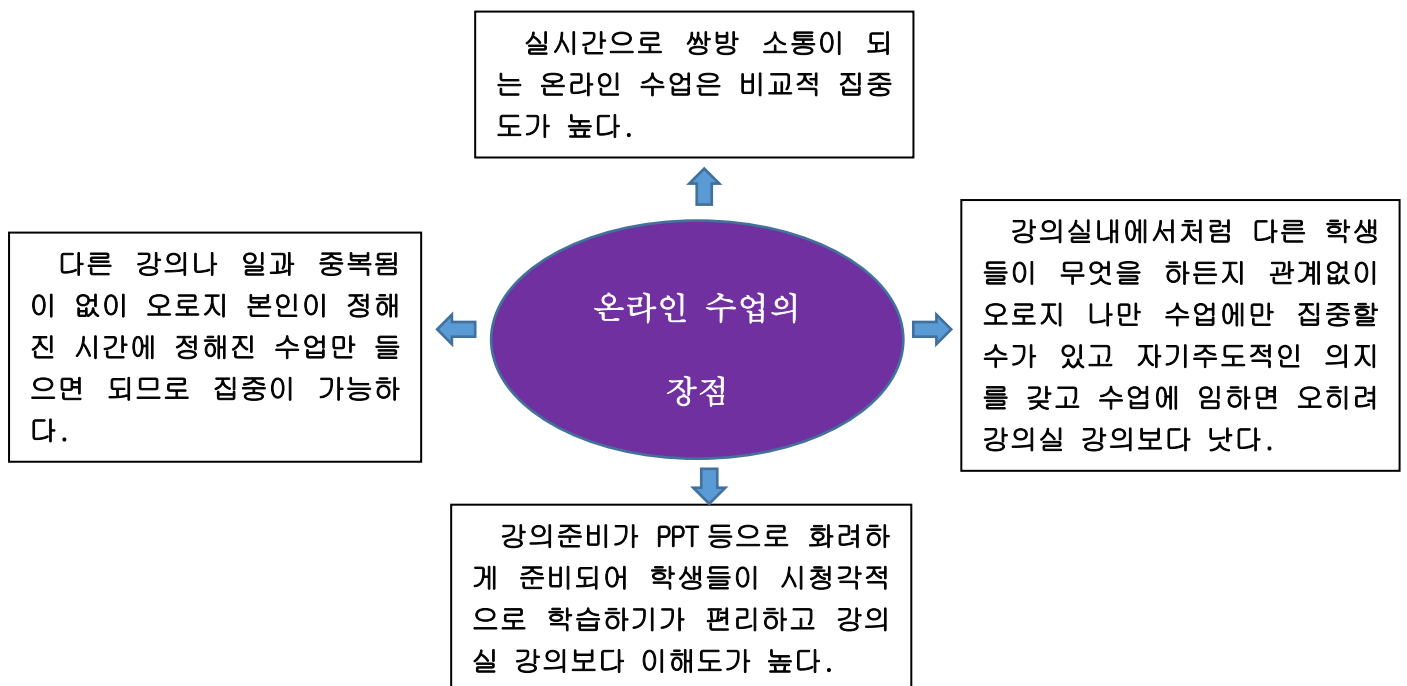 실시간으로 쌍방 소통이 되
는 온라인 수업은 비교적 집중
도가 높다.
다른 강의나 일과 중복됨
이 없이 오로지 본인이 정해
진 시간에 정해진 수업만 들
으면 되므로 집중이 가능하
다.
온라인 수업의
장점
강의실내에서처럼 다른 학생
들이 무엇을 하든지 관계없이
오로지 나만 수업에만 집중할
수가 있고 자기주도적인 의지
를 갖고 수업에 임하면 오히려
강의실 강의보다 낫다.
강의준비가 PPT 등으로 화려하
게 준비되어 학생들이 시청각적
으로 학습하기가 편리하고 강의
실 강의보다 이해도가 높다.